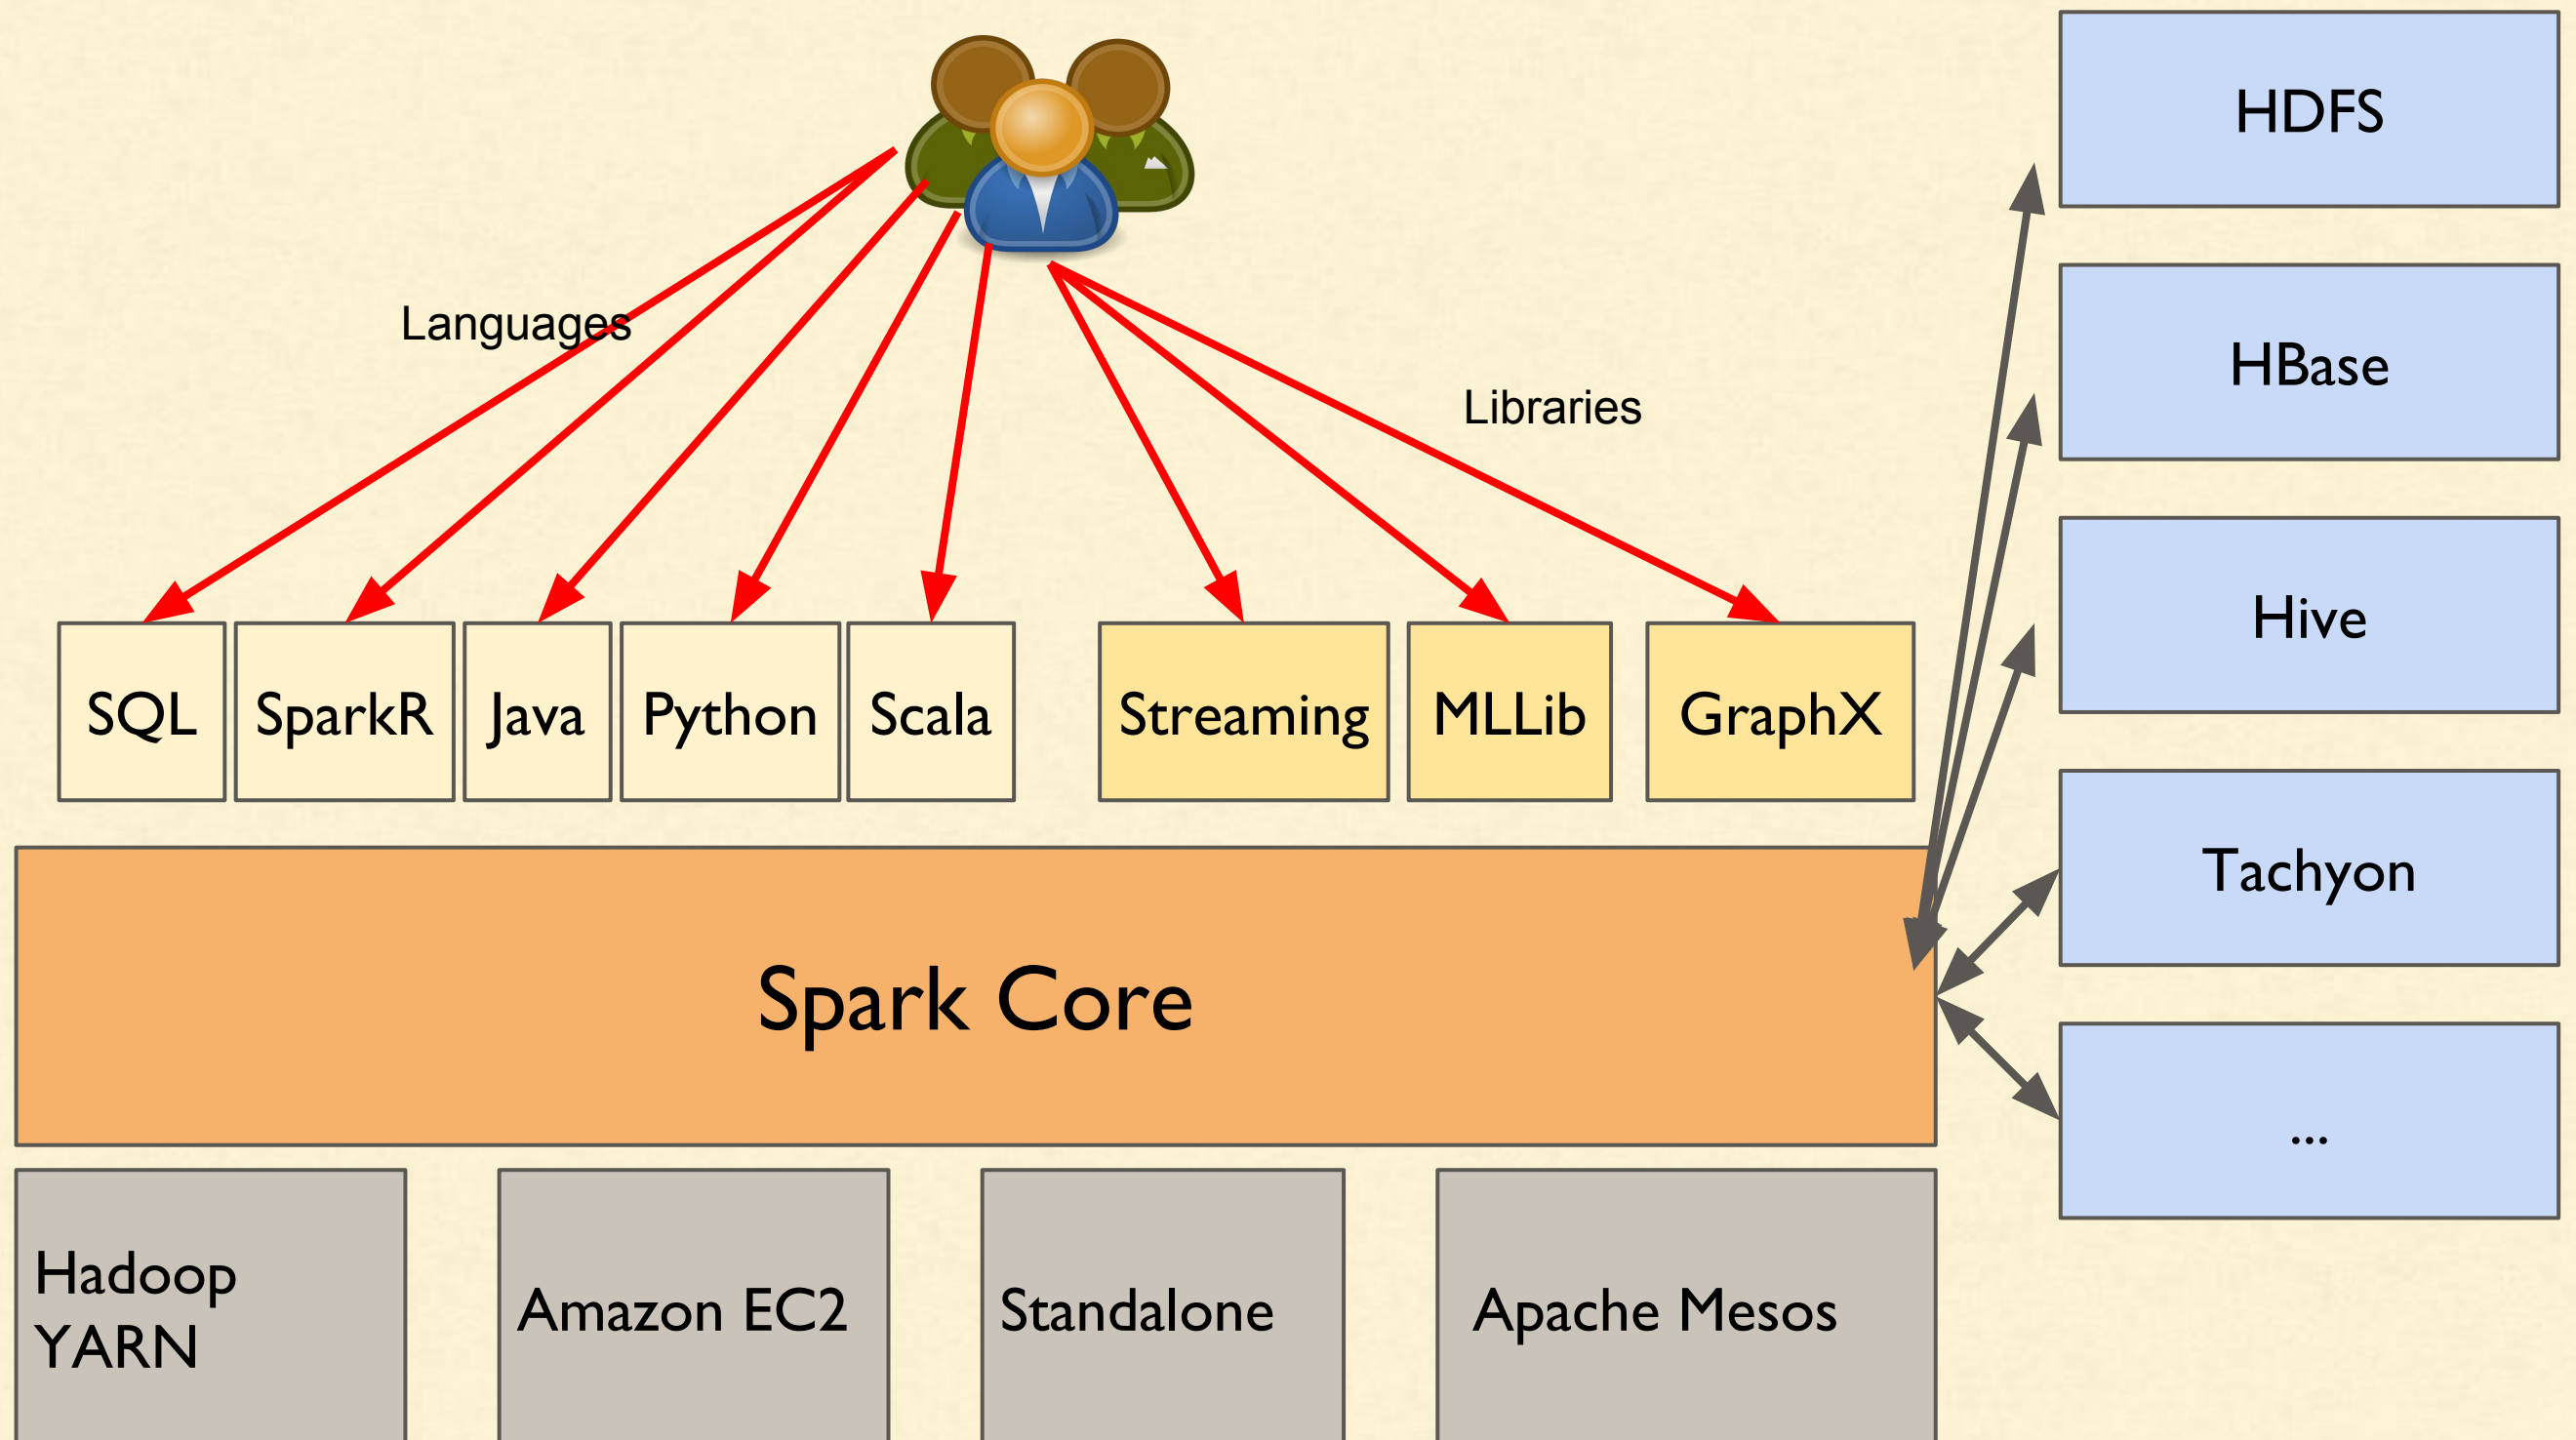 Languages
Libraries
SQL
SparkR
Java
Python
Scala
Streaming
MLLib
GraphX
Spark Core
Hadoop
YARN
Amazon EC2
Standalone
Apache Mesos
HDFS
HBase
Hive
Tachyon
...